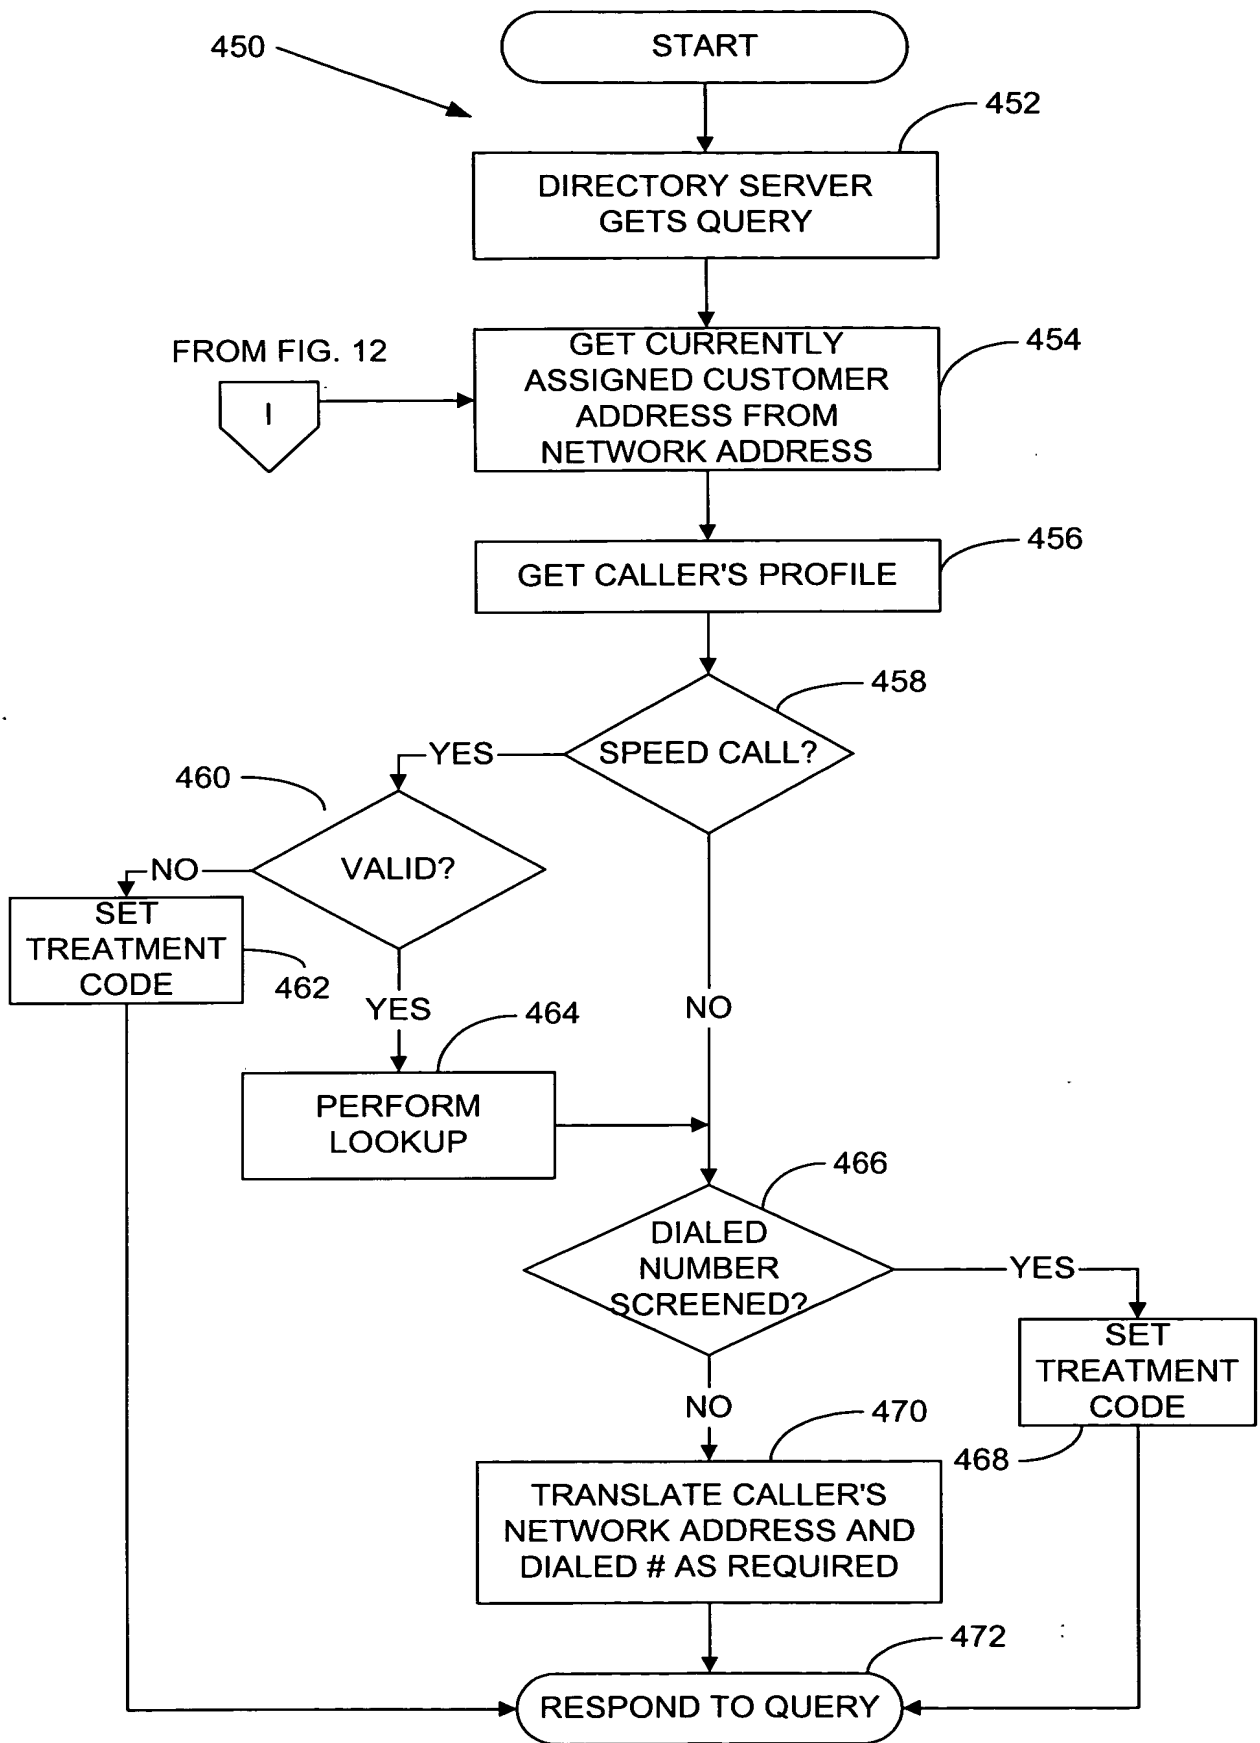 START
450
452
DIRECTORY SERVER
GETS QUERY
FROM FIG. 12
I
GET CURRENTLY
ASSIGNED CUSTOMER
ADDRESS FROM
NETWORK ADDRESS
454
GET CALLER'S PROFILE
456
458
SPEED CALL?
YES
460
VALID?
NO
SET
TREATMENT
CODE
462
YES
NO
464
PERFORM
LOOKUP
466
DIALED
NUMBER
SCREENED?
YES
SET
TREATMENT
CODE
468
NO
470
TRANSLATE CALLER'S
NETWORK ADDRESS AND
DIALED # AS REQUIRED
472
RESPOND TO QUERY